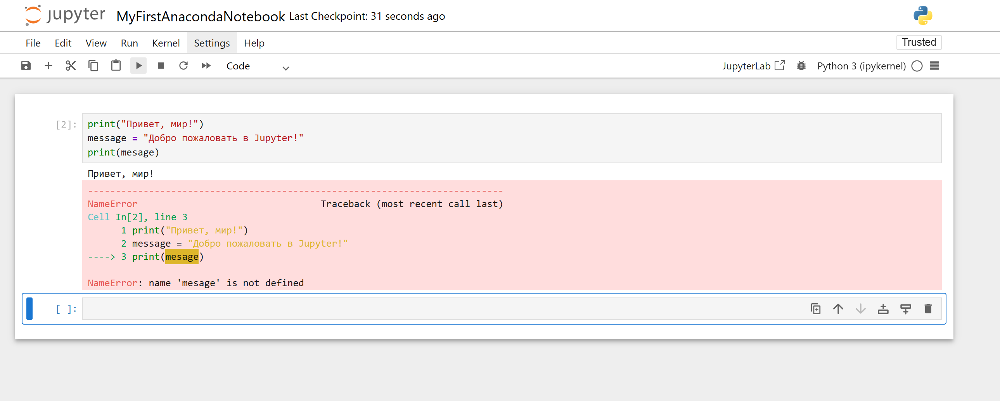 jupyter MyFirstAnacondaNotebook Last Checkpoint: 31 seconds ago
File Edit View Run Kernel Settings Help Trusted
Code JupyterLab Python 3 (ipykernel)
[2]: print("Привет, мир!")
message = "Добро пожаловать в Jupyter!"
print(mesage)
Привет, мир!
---------------------------------------------------------------------------
NameError                                 Traceback (most recent call last)
Cell In[2], line 3
      1 print("Привет, мир!")
      2 message = "Добро пожаловать в Jupyter!"
----> 3 print(mesage)
NameError: name 'mesage' is not defined
[ ]: